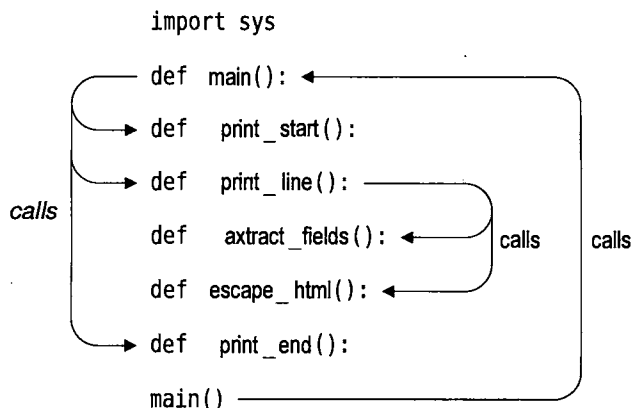 import sys
def main():
def print_start():
def print_line():
calls
def axtract_fields():
calls
calls
def escape_html():
def print_end():
main()